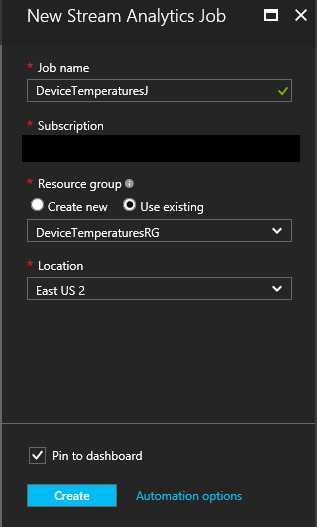 New Stream Analytics Job
* Job name
DeviceTemperaturesJ
* Subscription
* Resource group
Create new Use existing
DeviceTemperaturesRG
* Location
East US 2
Pin to dashboard
Create Automation options